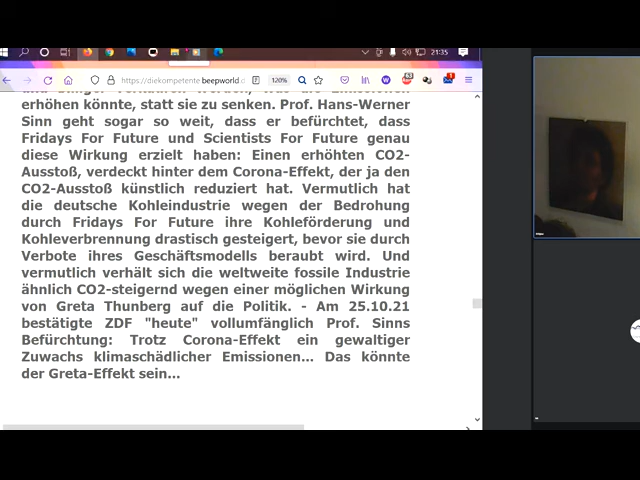 21:35
https://diekompetente.beepworld.d
120%
63
1
erhöhen könnte, statt sie zu senken. Prof. Hans-Werner
Sinn geht sogar so weit, dass er befürchtet, dass
Fridays For Future und Scientists For Future genau
diese Wirkung erzielt haben: Einen erhöhten CO2-
Ausstoß, verdeckt hinter dem Corona-Effekt, der ja den
CO2-Ausstoß künstlich reduziert hat. Vermutlich hat
die deutsche Kohleindustrie wegen der Bedrohung
durch Fridays For Future ihre Kohleförderung und
Kohleverbrennung drastisch gesteigert, bevor sie durch
Verbote ihres Geschäftsmodells beraubt wird. Und
vermutlich verhält sich die weltweite fossile Industrie
ähnlich CO2-steigernd wegen einer möglichen Wirkung
von Greta Thunberg auf die Politik. - Am 25.10.21
bestätigte ZDF "heute" vollumfänglich Prof. Sinns
Befürchtung: Trotz Corona-Effekt ein gewaltiger
Zuwachs klimaschädlicher Emissionen... Das könnte
der Greta-Effekt sein...